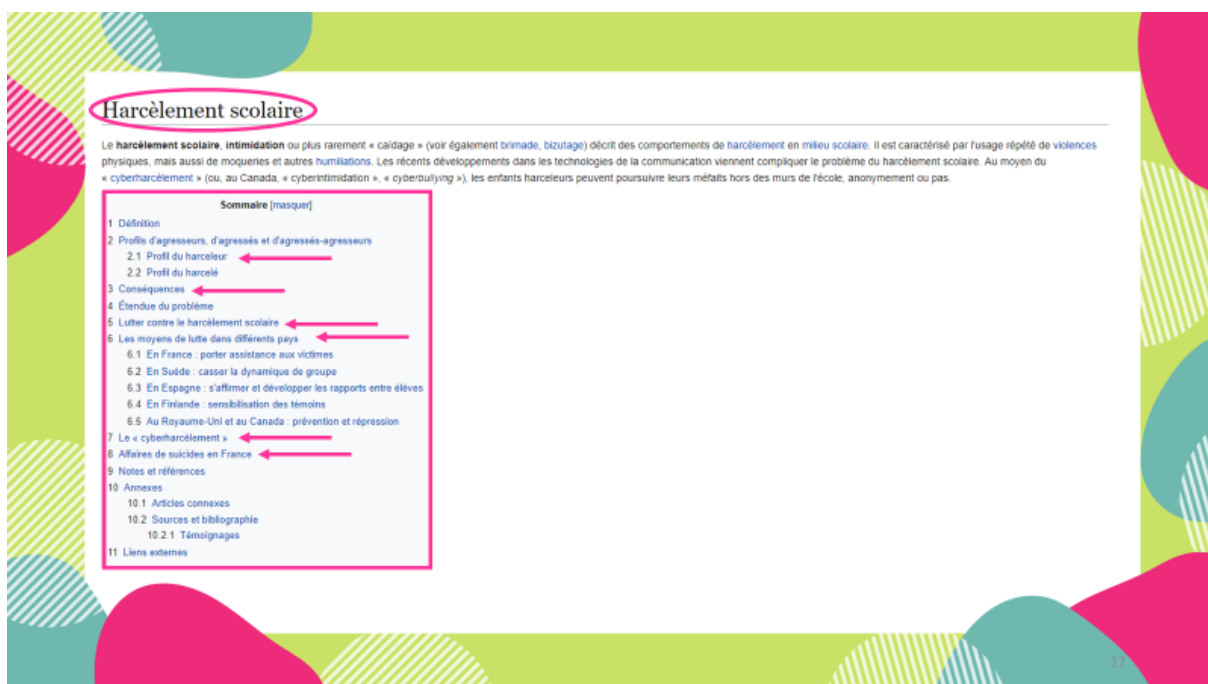 Harcèlement scolaire
Le harcèlement scolaire, intimidation ou plus rarement « caïdage » (voir également brimade, bizutage) décrit des comportements de harcèlement en milieu scolaire. Il est caractérisé par l'usage répété de violences
physiques, mais aussi de moqueries et autres humiliations. Les récents développements dans les technologies de la communication viennent compliquer le problème du harcèlement scolaire. Au moyen du
« cyberharcèlement » (ou, au Canada, « cyberintimidation », « cyberbullying »), les enfants harceleurs peuvent poursuivre leurs méfaits hors des murs de l'école, anonymement ou pas.
Sommaire [masquer]
1 Définition
2 Profils d'agresseurs, d'agressés et d'agressés-agresseurs
2.1 Profil du harceleur
2.2 Profil du harcelé
3 Conséquences
4 Étendue du problème
5 Lutter contre le harcèlement scolaire
6 Les moyens de lutte dans différents pays
6.1 En France : porter assistance aux victimes
6.2 En Suède : casser la dynamique de groupe
6.3 En Espagne : s'affirmer et développer les rapports entre élèves
6.4 En Finlande : sensibilisation des témoins
6.5 Au Royaume-Uni et au Canada : prévention et répression
7 Le « cyberharcèlement »
8 Affaires de suicides en France
9 Notes et références
10 Annexes
10.1 Articles connexes
10.2 Sources et bibliographie
10.2.1 Témoignages
11 Liens externes
17